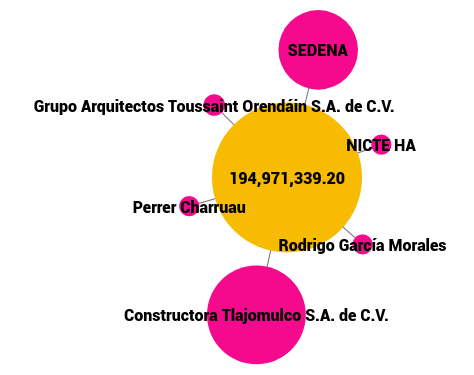 SEDENA
Grupo Arquitectos Toussaint Orendáin S.A. de C.V.
NICTE HA
194,971,339.20
Perrer Charruau
Rodrigo García Morales
Constructora Tlajomulco S.A. de C.V.